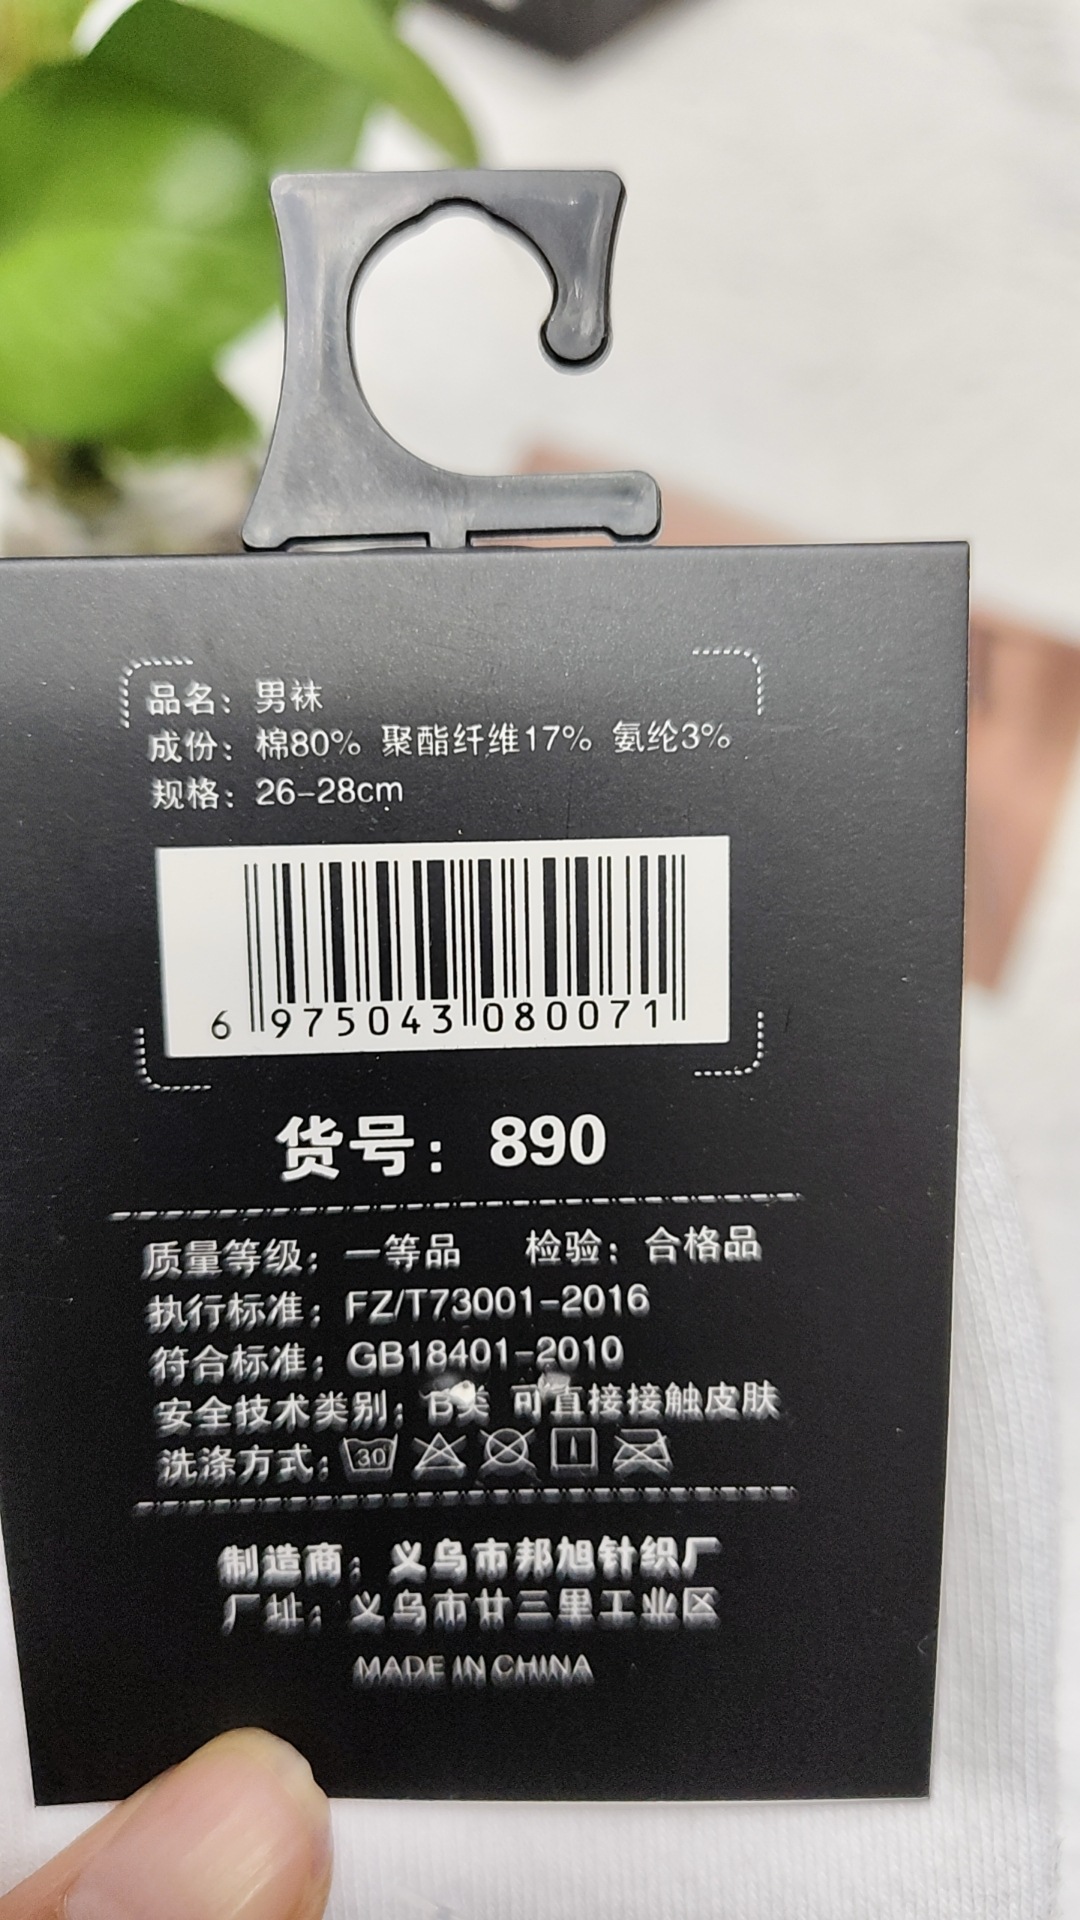 品名：男袜
成份：棉80% 聚酯纤维17% 氨纶3%
规格：26-28cm
6 975043 080071
货号：890
质量等级：一等品 检验：合格品
执行标准：FZ/T73001-2016
符合标准：GB18401-2010
安全技术类别：B类 可直接接触皮肤
洗涤方式：30
制造商：义乌市邦旭针织厂
厂址：义乌市廿三里工业区
MADE IN CHINA